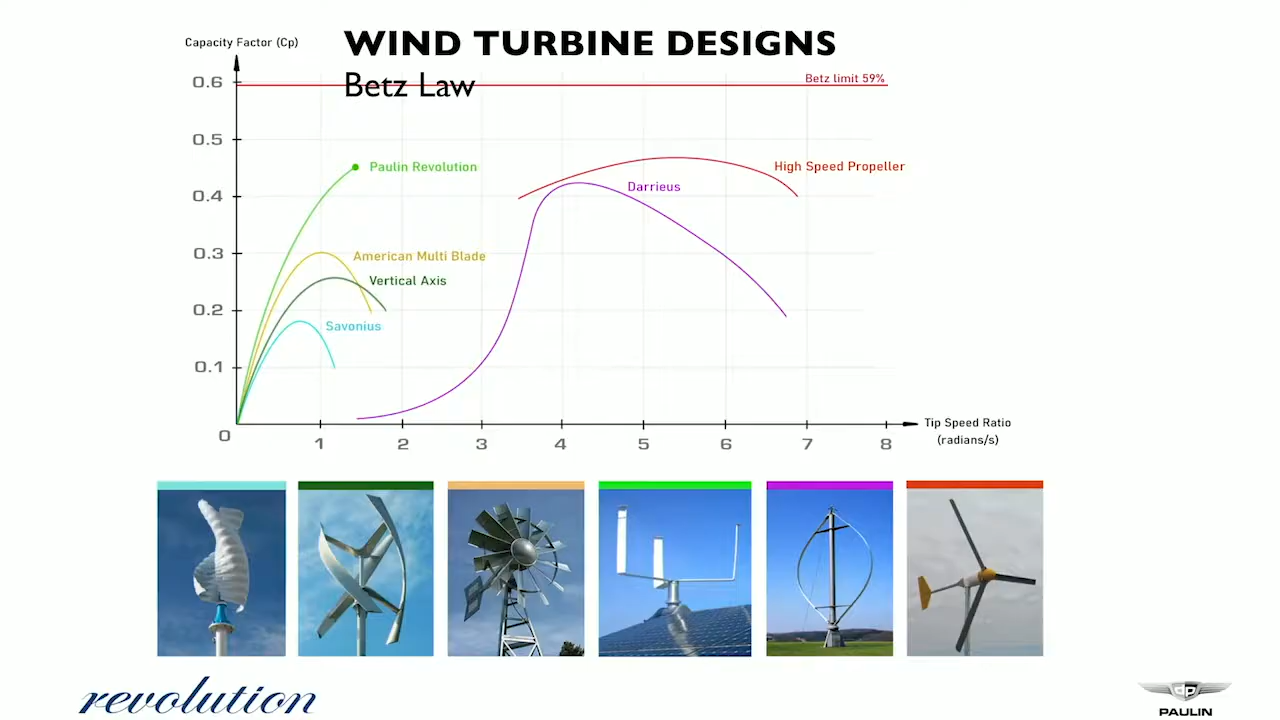 WIND TURBINE DESIGNS
Betz Law
Capacity Factor (Cp)
Betz limit 59%
0.6
0.5
0.4
0.3
0.2
0.1
0
Paulin Revolution
High Speed Propeller
Darrieus
American Multi Blade
Vertical Axis
Savonius
1 2 3 4 5 6 7 8
Tip Speed Ratio
(radians/s)
revolution
dp
PAULIN